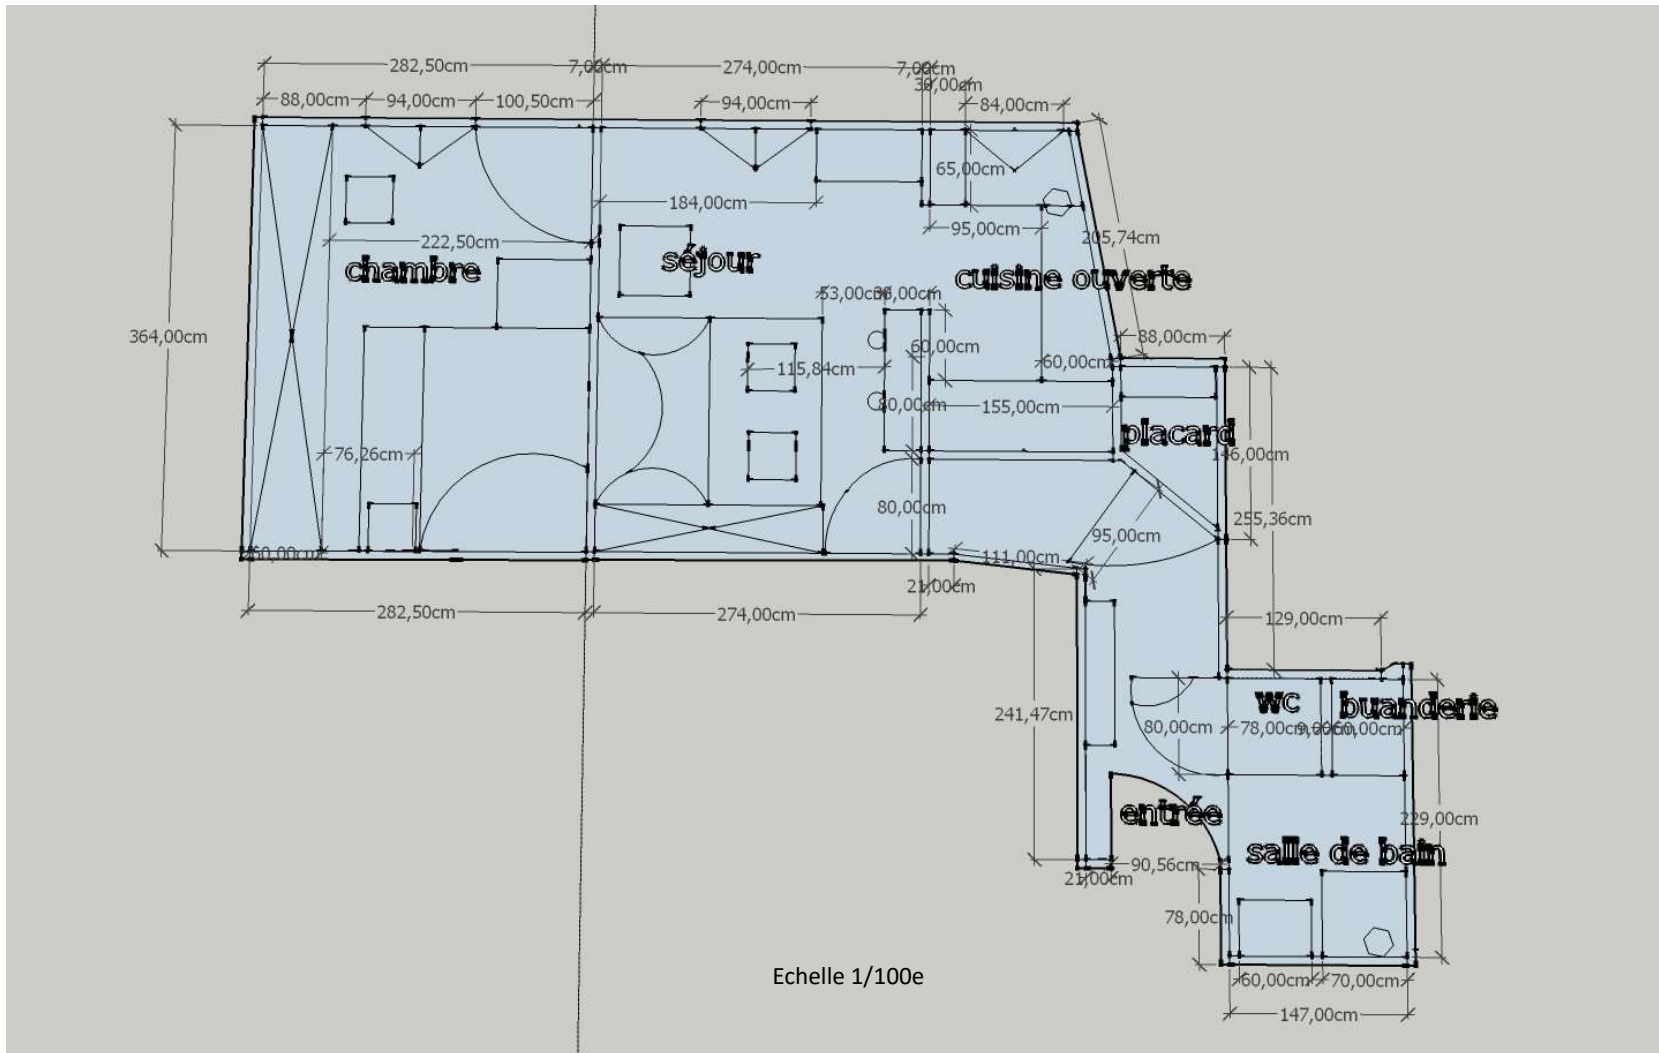 282,50cm
7,00cm
274,00cm
7,00cm
88,00cm
94,00cm
100,50cm
94,00cm
84,00cm
65,00cm
184,00cm
95,00cm
205,74cm
222,50cm
chambre
séjour
cuisine ouverte
53,00cm
364,00cm
60,00cm
88,00cm
115,84cm
60,00cm
80,00cm
155,00cm
placard
146,00cm
76,26cm
80,00cm
95,00cm
255,36cm
60,00cm
111,00cm
21,00cm
282,50cm
274,00cm
129,00cm
241,47cm
wc
buanderie
80,00cm
78,00cm
9,00cm
60,00cm
entrée
229,00cm
salle de bain
90,56cm
21,00cm
78,00cm
Echelle 1/100e
60,00cm
70,00cm
147,00cm